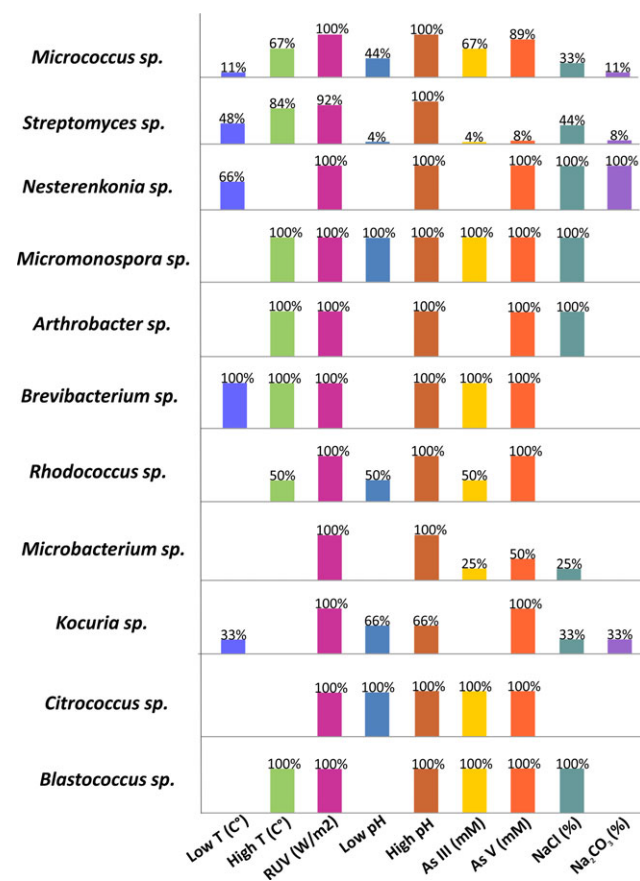 Micrococcus sp. 11% 67% 100% 44% 100% 67% 89% 33% 11%
Streptomyces sp. 48% 84% 92% 4% 100% 4% 8% 44% 8%
Nesterenkonia sp. 66% 100% 100% 100% 100% 100%
Micromonospora sp. 100% 100% 100% 100% 100% 100% 100%
Arthrobacter sp. 100% 100% 100% 100% 100%
Brevibacterium sp. 100% 100% 100% 100% 100% 100%
Rhodococcus sp. 50% 100% 50% 100% 50% 100%
Microbacterium sp. 100% 100% 25% 50% 25%
Kocuria sp. 33% 100% 66% 66% 100% 33% 33%
Citrococcus sp. 100% 100% 100% 100% 100%
Blastococcus sp. 100% 100% 100% 100% 100% 100%
Low T (C°) High T (C°) RUV (W/m2) Low pH High pH As III (mM) As V (mM) NaCl (%) Na₂CO₃(%)